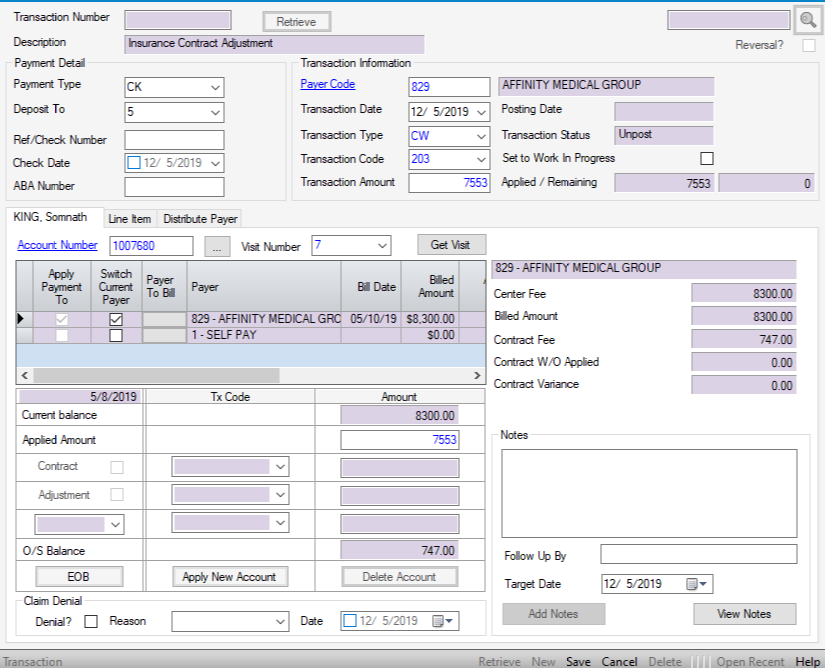 Transaction Number Retrieve
Description Insurance Contract Adjustment Reversal?
Payment Detail
Payment Type CK
Deposit To 5
Ref/Check Number
Check Date 12/ 5/2019
ABA Number
Transaction Information
Payer Code 829 AFFINITY MEDICAL GROUP
Transaction Date 12/ 5/2019 Posting Date
Transaction Type CW Transaction Status Unpost
Transaction Code 203 Set to Work In Progress
Transaction Amount 7553 Applied / Remaining 7553 0
KING, Somnath Line Item Distribute Payer
Account Number 1007680 ... Visit Number 7 Get Visit
Apply Payment To Switch Current Payer Payer To Bill Payer Bill Date Billed Amount
829 - AFFINITY MEDICAL GRO 05/10/19 $8,300.00
1 - SELF PAY $0.00
5/8/2019 Tx Code Amount
Current balance 8300.00
Applied Amount 7553
Contract
Adjustment
O/S Balance 747.00
EOB Apply New Account Delete Account
Claim Denial
Denial? Reason Date 12/ 5/2019
829 - AFFINITY MEDICAL GROUP
Center Fee 8300.00
Billed Amount 8300.00
Contract Fee 747.00
Contract W/O Applied 0.00
Contract Variance 0.00
Notes
Follow Up By
Target Date 12/ 5/2019
Add Notes View Notes
Transaction Retrieve New Save Cancel Delete Open Recent Help